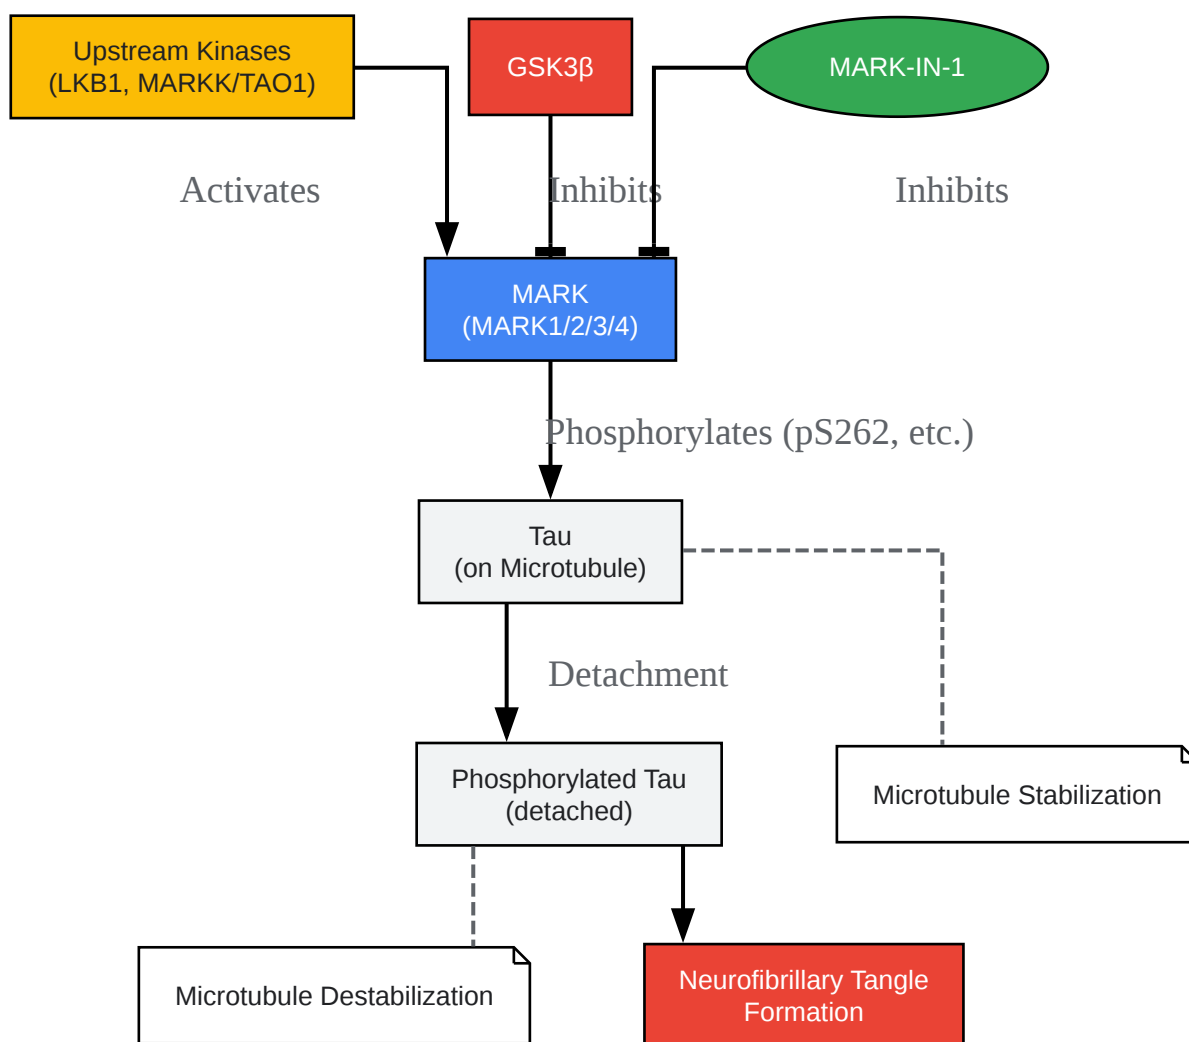 Upstream Kinases
(LKB1, MARKK/TAO1)
GSK3β
MARK-IN-1
Activates
Inhibits
Inhibits
MARK
(MARK1/2/3/4)
Phosphorylates (pS262, etc.)
Tau
(on Microtubule)
Detachment
Phosphorylated Tau
(detached)
Microtubule Stabilization
Microtubule Destabilization
Neurofibrillary Tangle
Formation